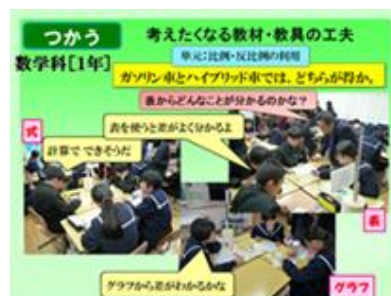 つかう
考えたくなる教材・教具の工夫
数学科[1年]
単元:比例・反比例の利用
ガソリン車とハイブリッド車では、どちらが得か。
表からどんなことが分かるのかな?
式
表を使うと差がよく分かるよ
計算で できそうだ
表
グラフから差がわかるかな
グラフ